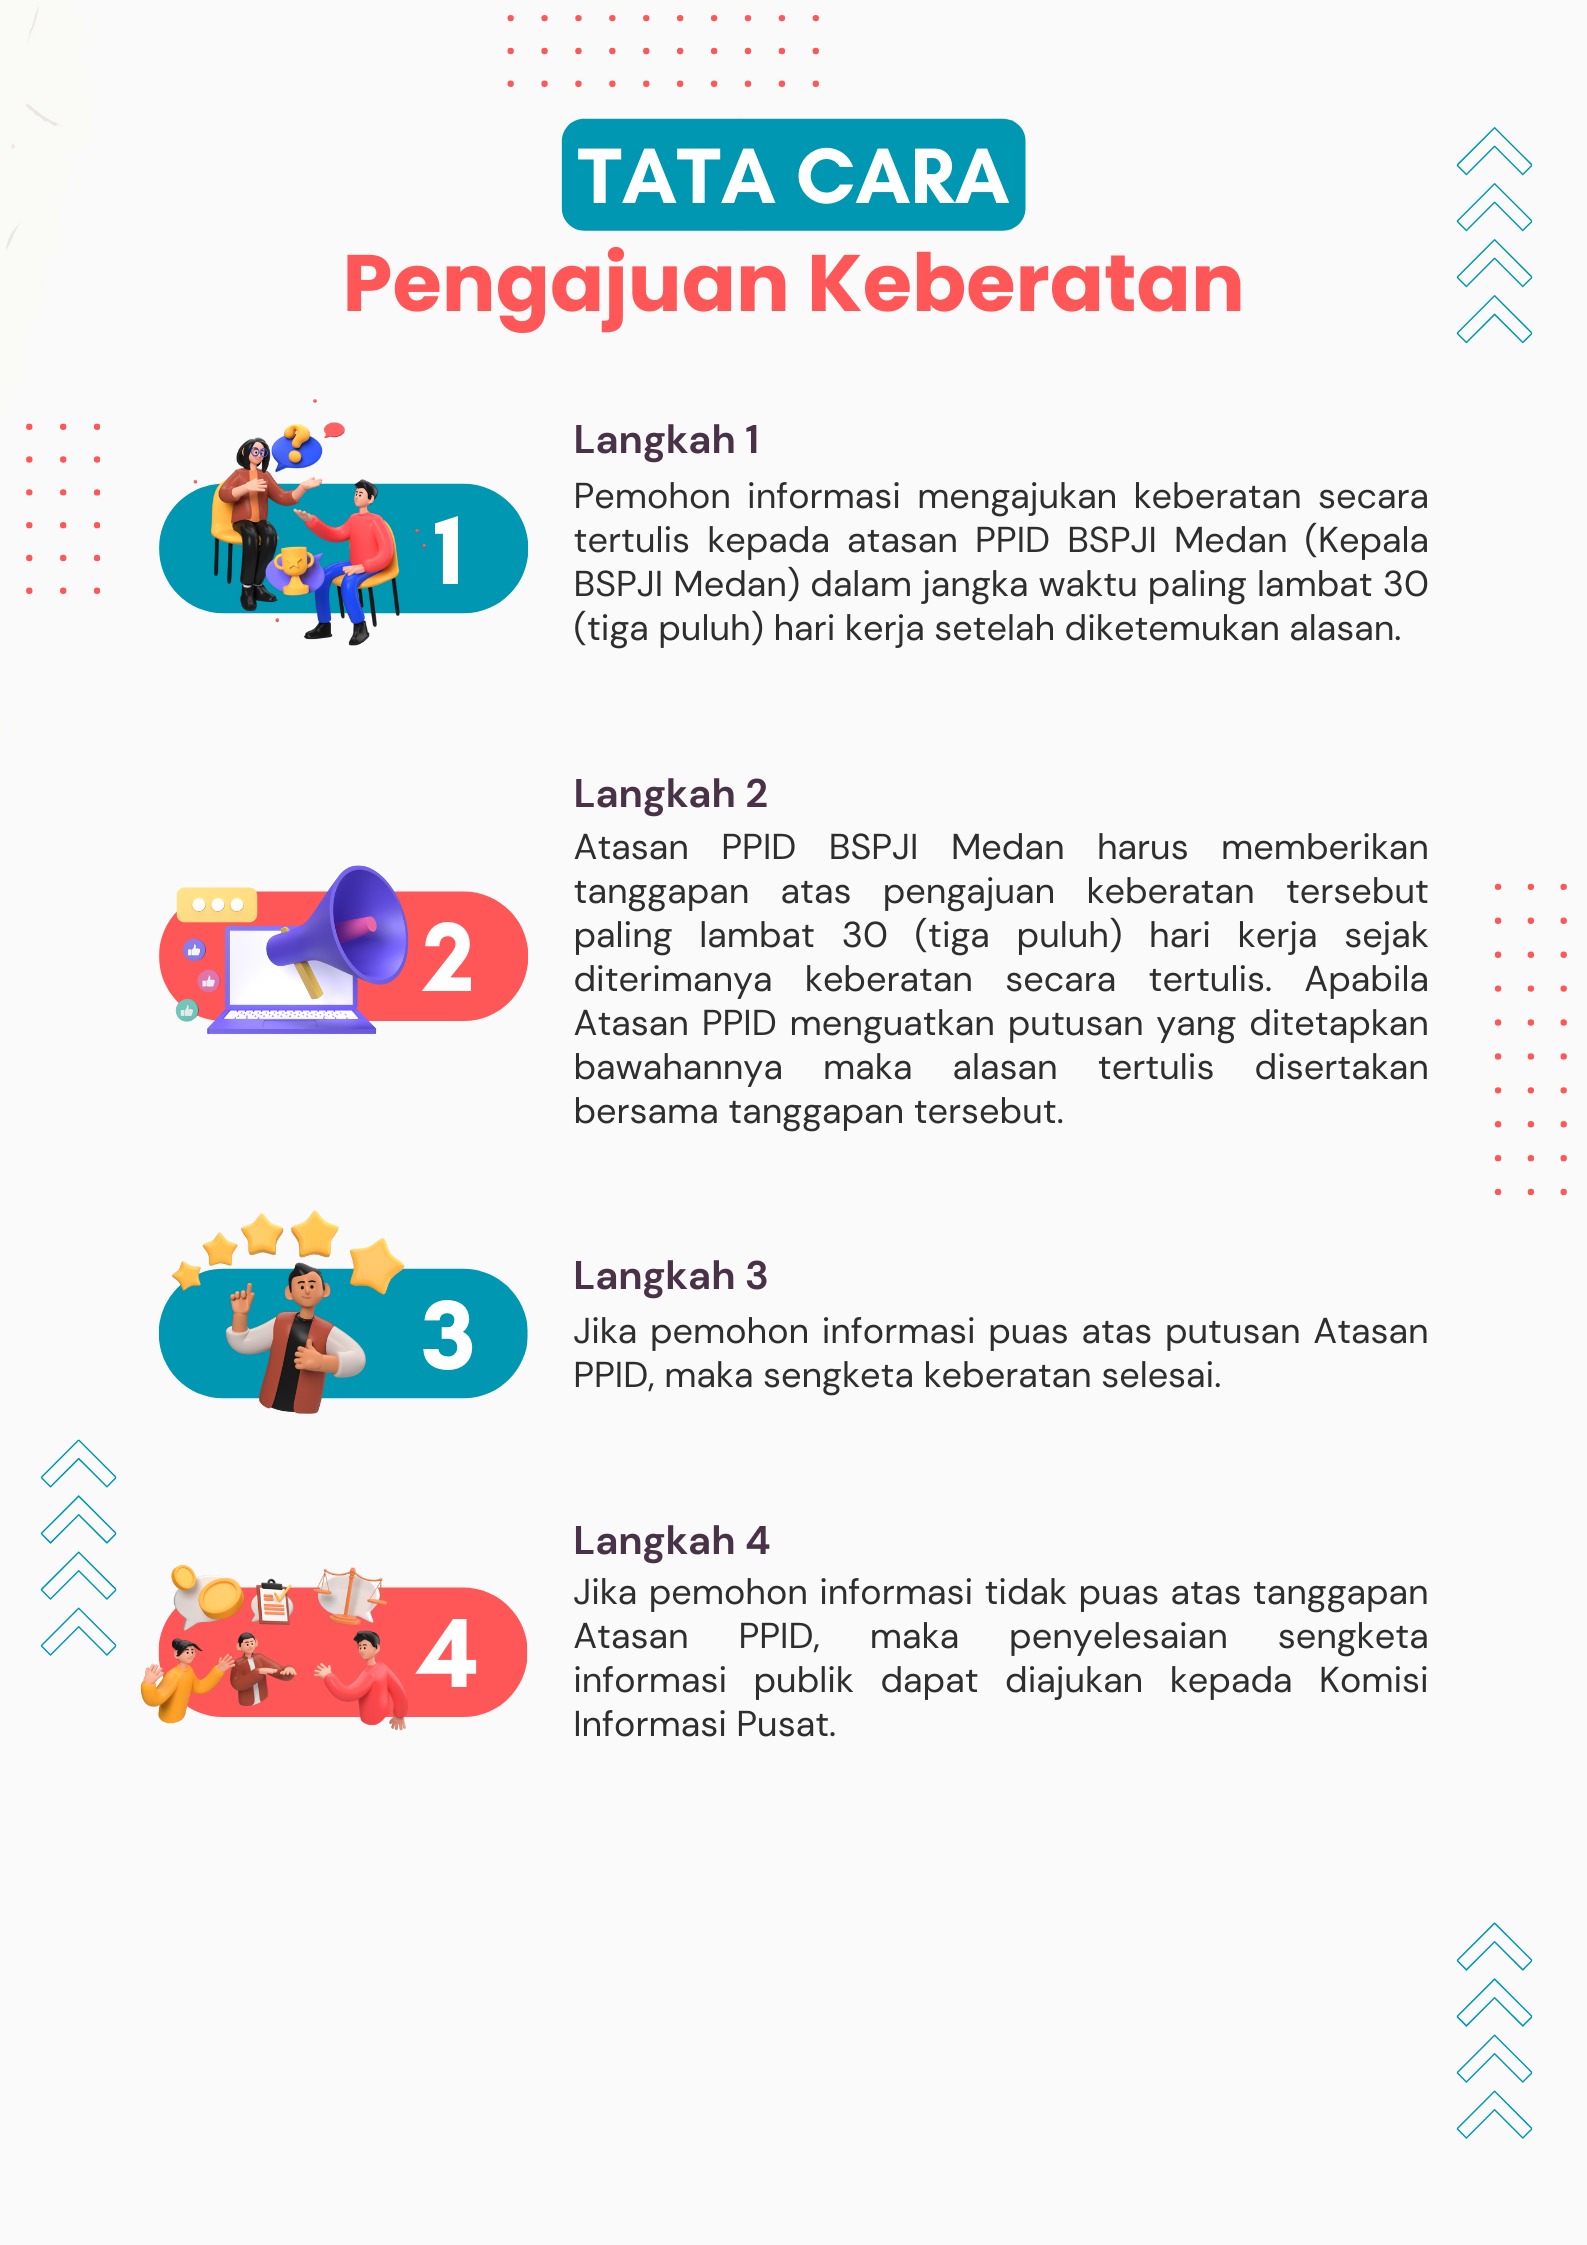 TATA CARA
Pengajuan Keberatan
1
Langkah 1
Pemohon informasi mengajukan keberatan secara
tertulis kepada atasan PPID BSPJI Medan (Kepala
BSPJI Medan) dalam jangka waktu paling lambat 30
(tiga puluh) hari kerja setelah diketemukan alasan.
2
Langkah 2
Atasan PPID BSPJI Medan harus memberikan
tanggapan atas pengajuan keberatan tersebut
paling lambat 30 (tiga puluh) hari kerja sejak
diterimanya keberatan secara tertulis. Apabila
Atasan PPID menguatkan putusan yang ditetapkan
bawahannya maka alasan tertulis disertakan
bersama tanggapan tersebut.
3
Langkah 3
Jika pemohon informasi puas atas putusan Atasan
PPID, maka sengketa keberatan selesai.
4
Langkah 4
Jika pemohon informasi tidak puas atas tanggapan
Atasan PPID, maka penyelesaian sengketa
informasi publik dapat diajukan kepada Komisi
Informasi Pusat.